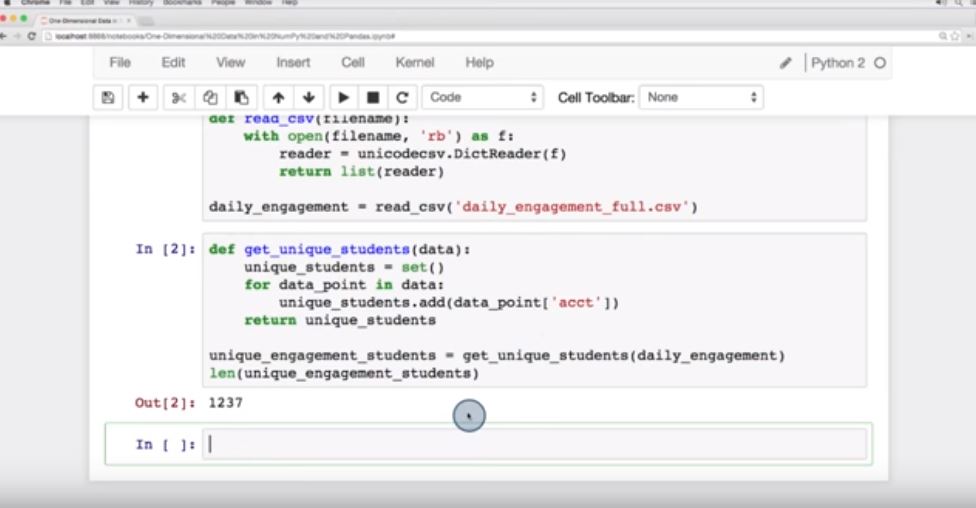 Chrome File Edit View History Bookmarks People Window Help
One-Dimensional Data in
localhost:8888/notebooks/One-Dimensional%20Data%20in%20NumPy%20and%20Pandas.ipynb#
File Edit View Insert Cell Kernel Help Python 2
Code Cell Toolbar: None
def read_csv(filename):
with open(filename, 'rb') as f:
reader = unicodecsv.DictReader(f)
return list(reader)
daily_engagement = read_csv('daily_engagement_full.csv')
In [2]: def get_unique_students(data):
unique_students = set()
for data_point in data:
unique_students.add(data_point['acct'])
return unique_students
unique_engagement_students = get_unique_students(daily_engagement)
len(unique_engagement_students)
Out[2]: 1237
In [ ]: